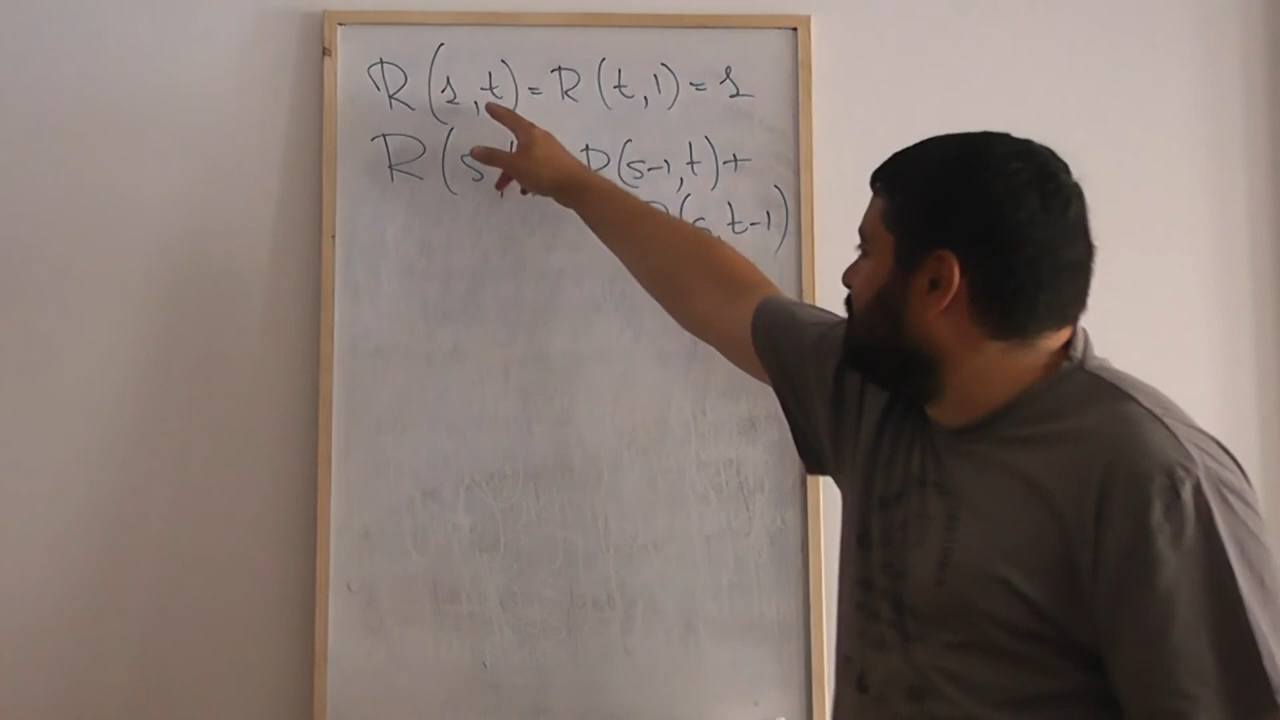 R(1,t) = R(t,1) = 1
R(s, R(s-1,t)+
R(s,t-1)